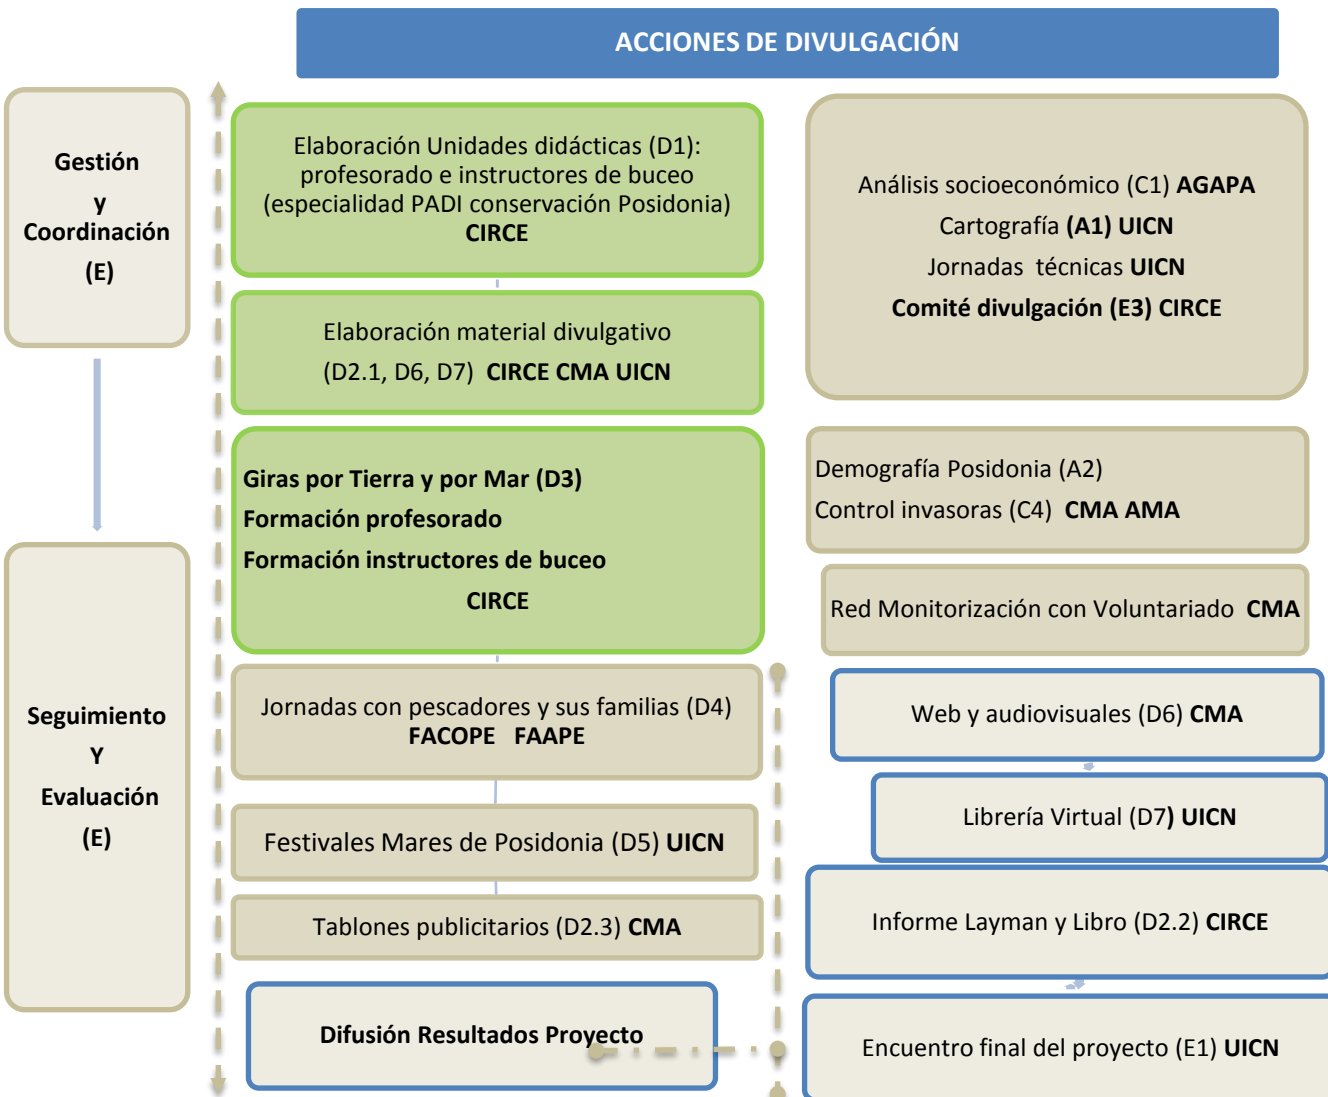 ACCIONES DE DIVULGACIÓN
Gestión
y
Coordinación
(E)
Seguimiento
Y
Evaluación
(E)
Elaboración Unidades didácticas (D1):
profesorado e instructores de buceo
(especialidad PADI conservación Posidonia)
CIRCE
Elaboración material divulgativo
(D2.1, D6, D7) CIRCE CMA UICN
Giras por Tierra y por Mar (D3)
Formación profesorado
Formación instructores de buceo
CIRCE
Jornadas con pescadores y sus familias (D4)
FACOPE FAAPE
Festivales Mares de Posidonia (D5) UICN
Tablones publicitarios (D2.3) CMA
Difusión Resultados Proyecto
Análisis socioeconómico (C1) AGAPA
Cartografía (A1) UICN
Jornadas técnicas UICN
Comité divulgación (E3) CIRCE
Demografía Posidonia (A2)
Control invasoras (C4) CMA AMA
Red Monitorización con Voluntariado CMA
Web y audiovisuales (D6) CMA
Librería Virtual (D7) UICN
Informe Layman y Libro (D2.2) CIRCE
Encuentro final del proyecto (E1) UICN